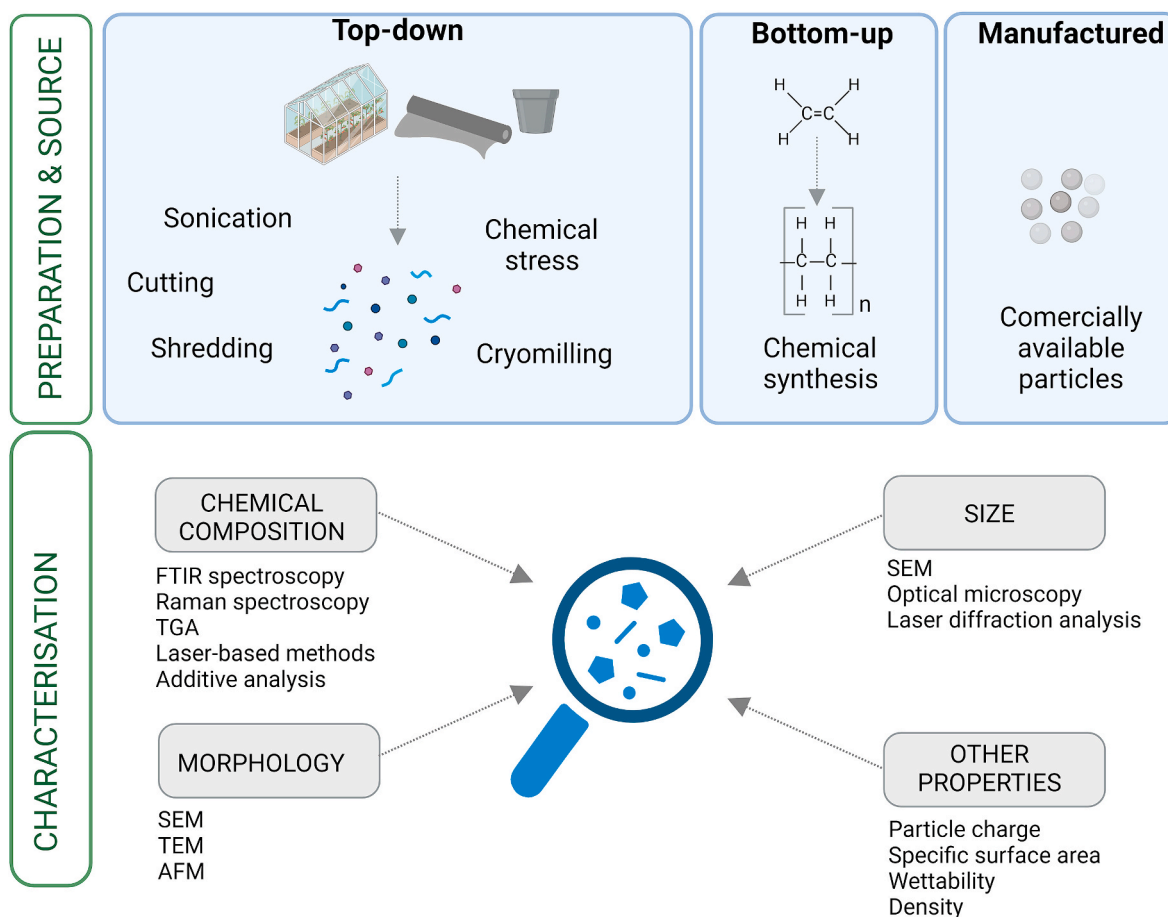 PREPARATION & SOURCE
Top-down
Sonication
Chemical
stress
Cutting
Shredding
Cryomilling
Bottom-up
H H
C=C
H H
H H
C C
H H
n
Chemical
synthesis
Manufactured
Comercially
available
particles
CHARACTERISATION
CHEMICAL
COMPOSITION
FTIR spectroscopy
Raman spectroscopy
TGA
Laser-based methods
Additive analysis
MORPHOLOGY
SEM
TEM
AFM
SIZE
SEM
Optical microscopy
Laser diffraction analysis
OTHER
PROPERTIES
Particle charge
Specific surface area
Wettability
Density